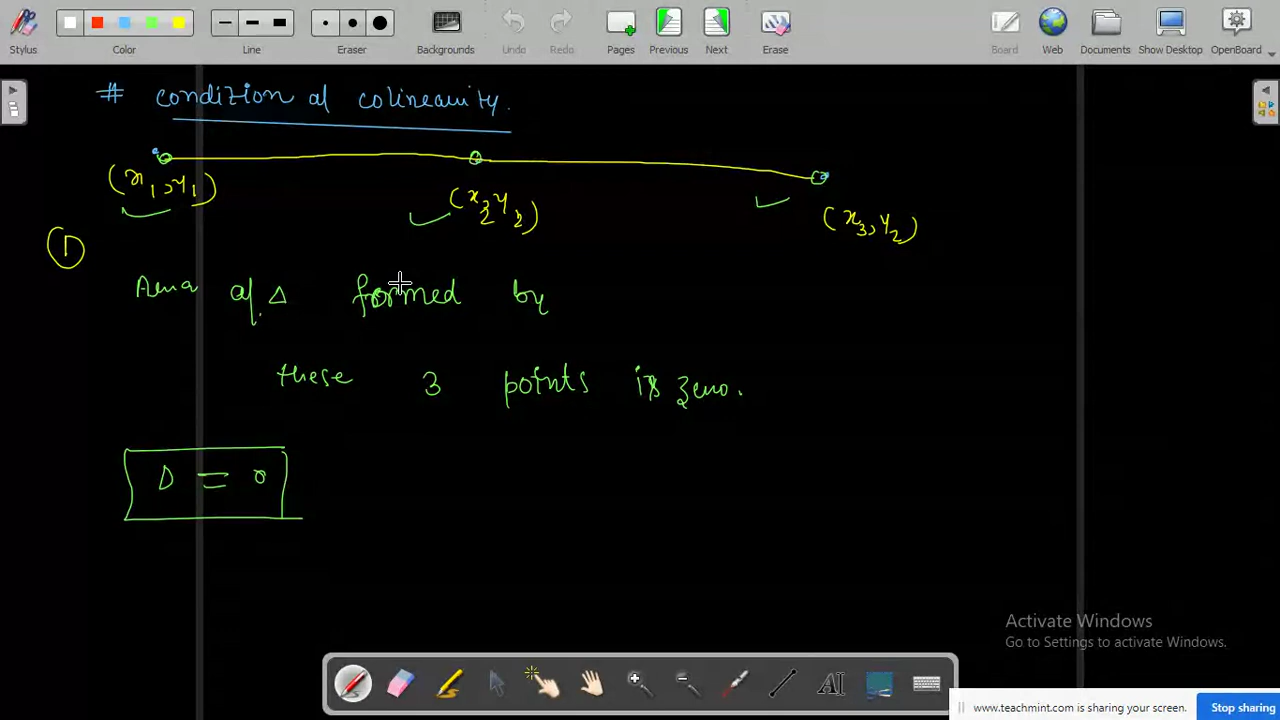 Stylus Color Line Eraser Backgrounds Undo Redo Pages Previous Next Erase Board Web Documents Show Desktop OpenBoard
# condition of colinearity.
(x₁,y₁)
(x₂y₂)
(x₃,y₂)
①
Area of Δ formed by
these 3 points is zero.
Δ = 0
AI
Activate Windows
Go to Settings to activate Windows.
www.teachmint.com is sharing your screen. Stop sharing